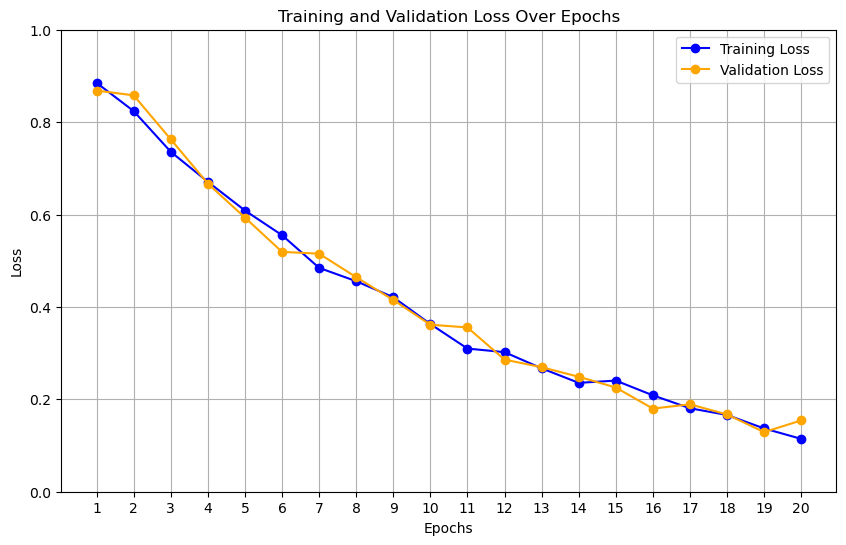 Training and Validation Loss Over Epochs
Training Loss
Validation Loss
1.0
0.8
0.6
0.4
0.2
0.0
Loss
1 2 3 4 5 6 7 8 9 10 11 12 13 14 15 16 17 18 19 20
Epochs